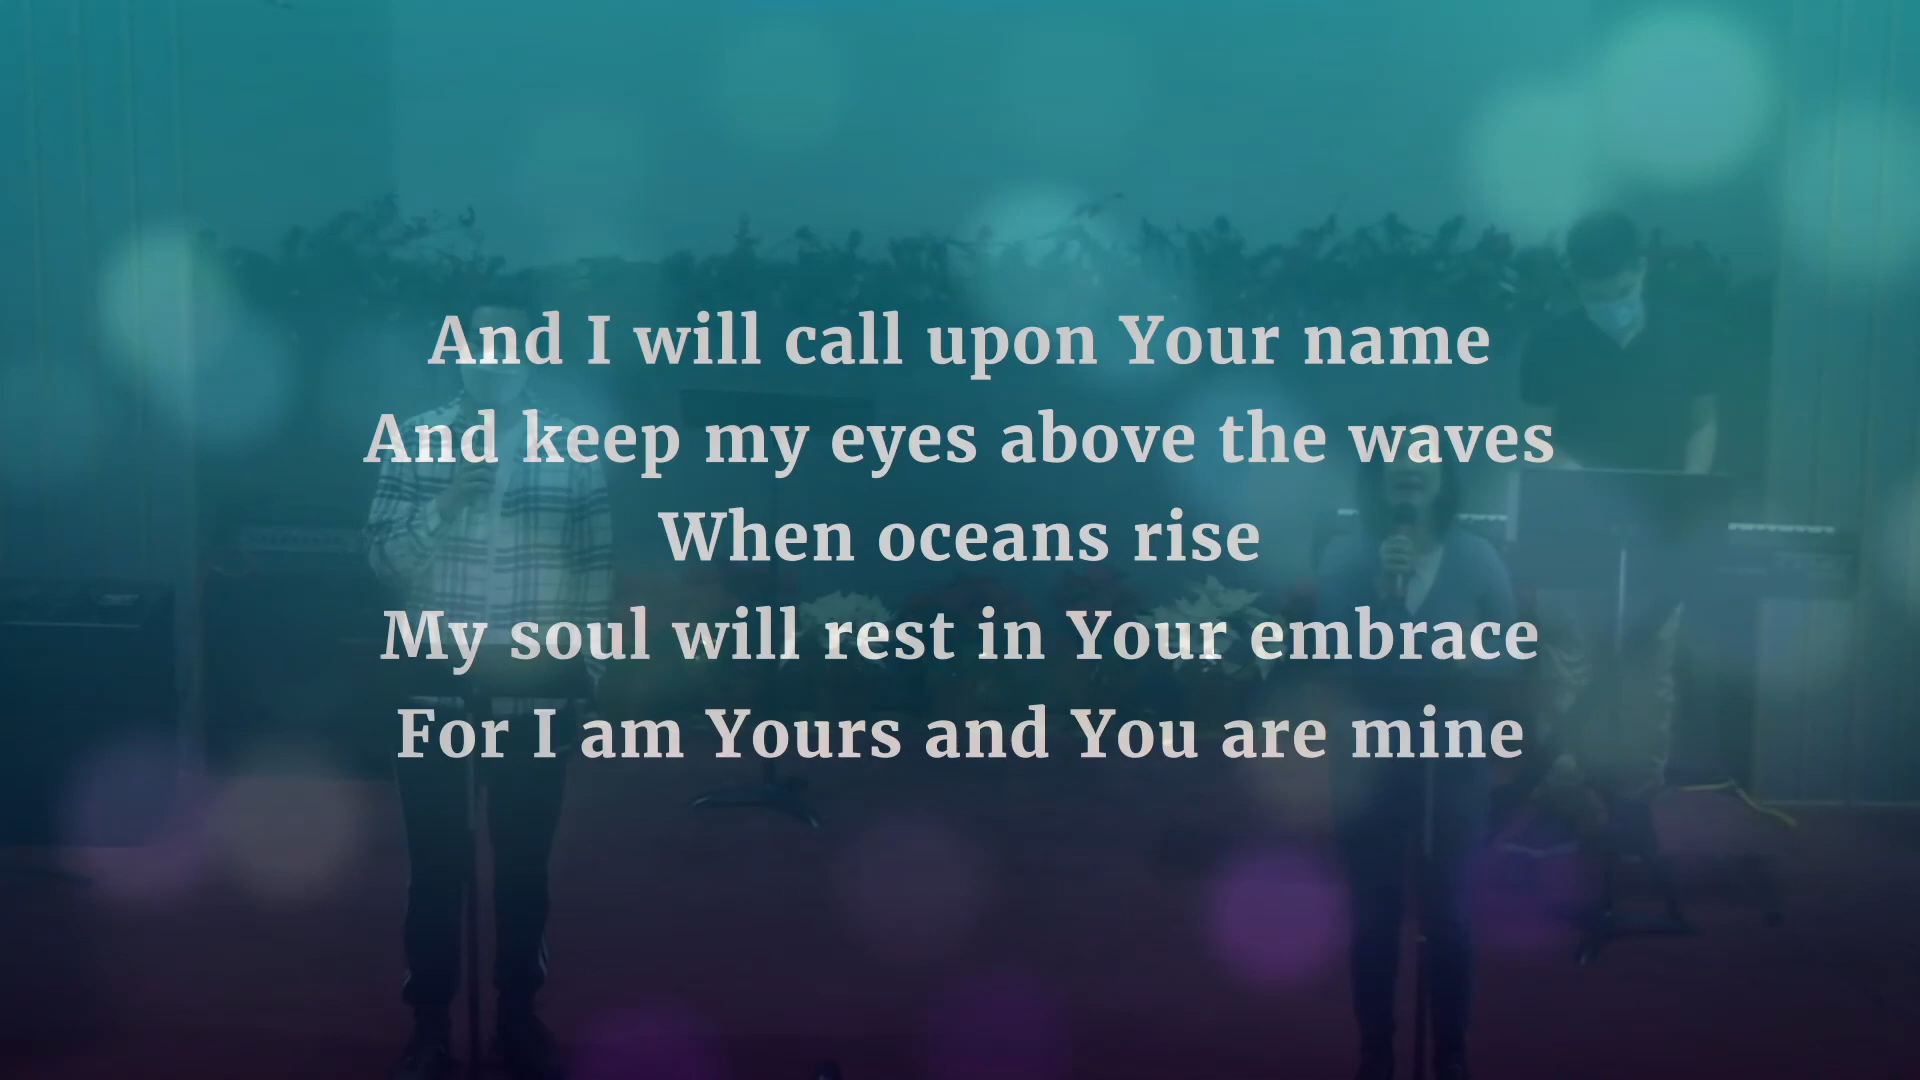 And I will call upon Your name
And keep my eyes above the waves
When oceans rise
My soul will rest in Your embrace
For I am Yours and You are mine